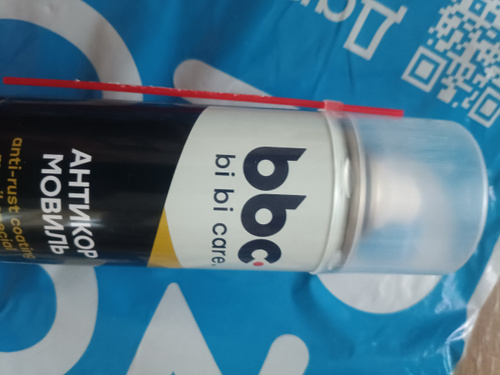 bbc.
bi bi care.
АНТИКОР
МОВИЛЬ
anti-rust coating